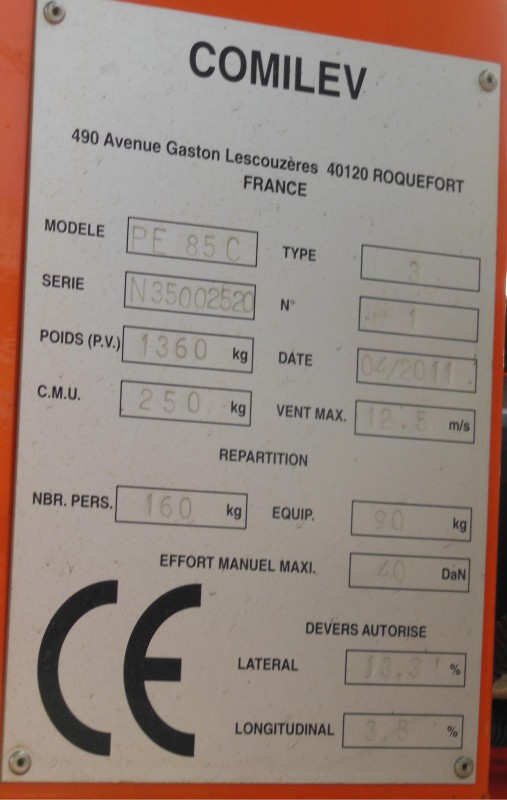 COMILEV
490 Avenue Gaston Lescouzères 40120 ROQUEFORT
FRANCE
MODELE PE 85C TYPE 3
SERIE N35002520 N° 1
POIDS (P.V.) 1360 kg DATE 04/2011
C.M.U. 250 kg VENT MAX. 12.5 m/s
REPARTITION
NBR. PERS. 160 kg EQUIP. 90 kg
EFFORT MANUEL MAXI. 40 DaN
CE
DEVERS AUTORISE
LATERAL %
LONGITUDINAL %